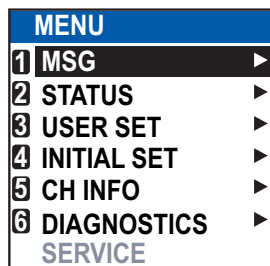 MENU
1 MSG ▶
2 STATUS ▶
3 USER SET ▶
4 INITIAL SET ▶
5 CH INFO ▶
6 DIAGNOSTICS ▶
SERVICE